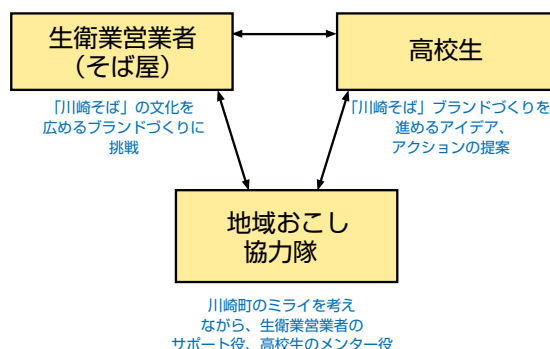 生衛業営業者
（そば屋）
高校生
「川崎そば」の文化を
広めるブランドづくりに
挑戦
「川崎そば」ブランドづくりを
進めるアイデア、
アクションの提案
地域おこし
協力隊
川崎町のミライを考え
ながら、生衛業営業者の
サポート役、高校生のメンター役